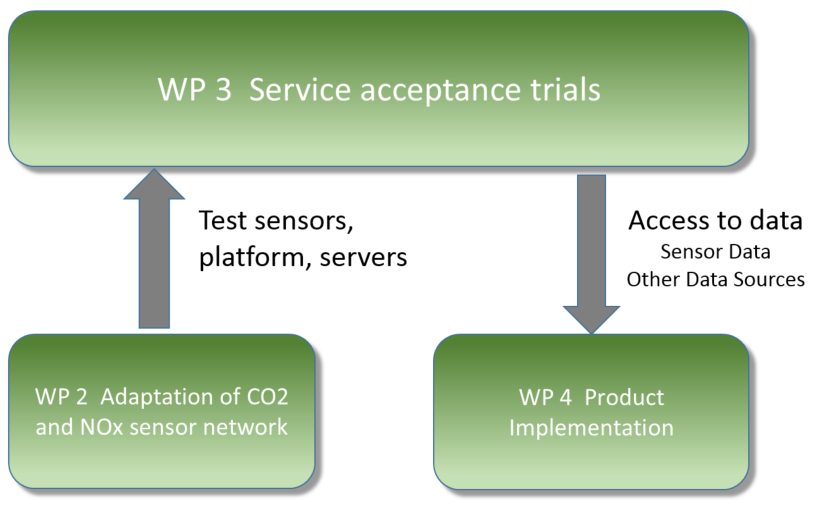 WP 3 Service acceptance trials
Test sensors,
platform, servers
Access to data
Sensor Data
Other Data Sources
WP 2 Adaptation of CO2
and NOx sensor network
WP 4 Product
Implementation